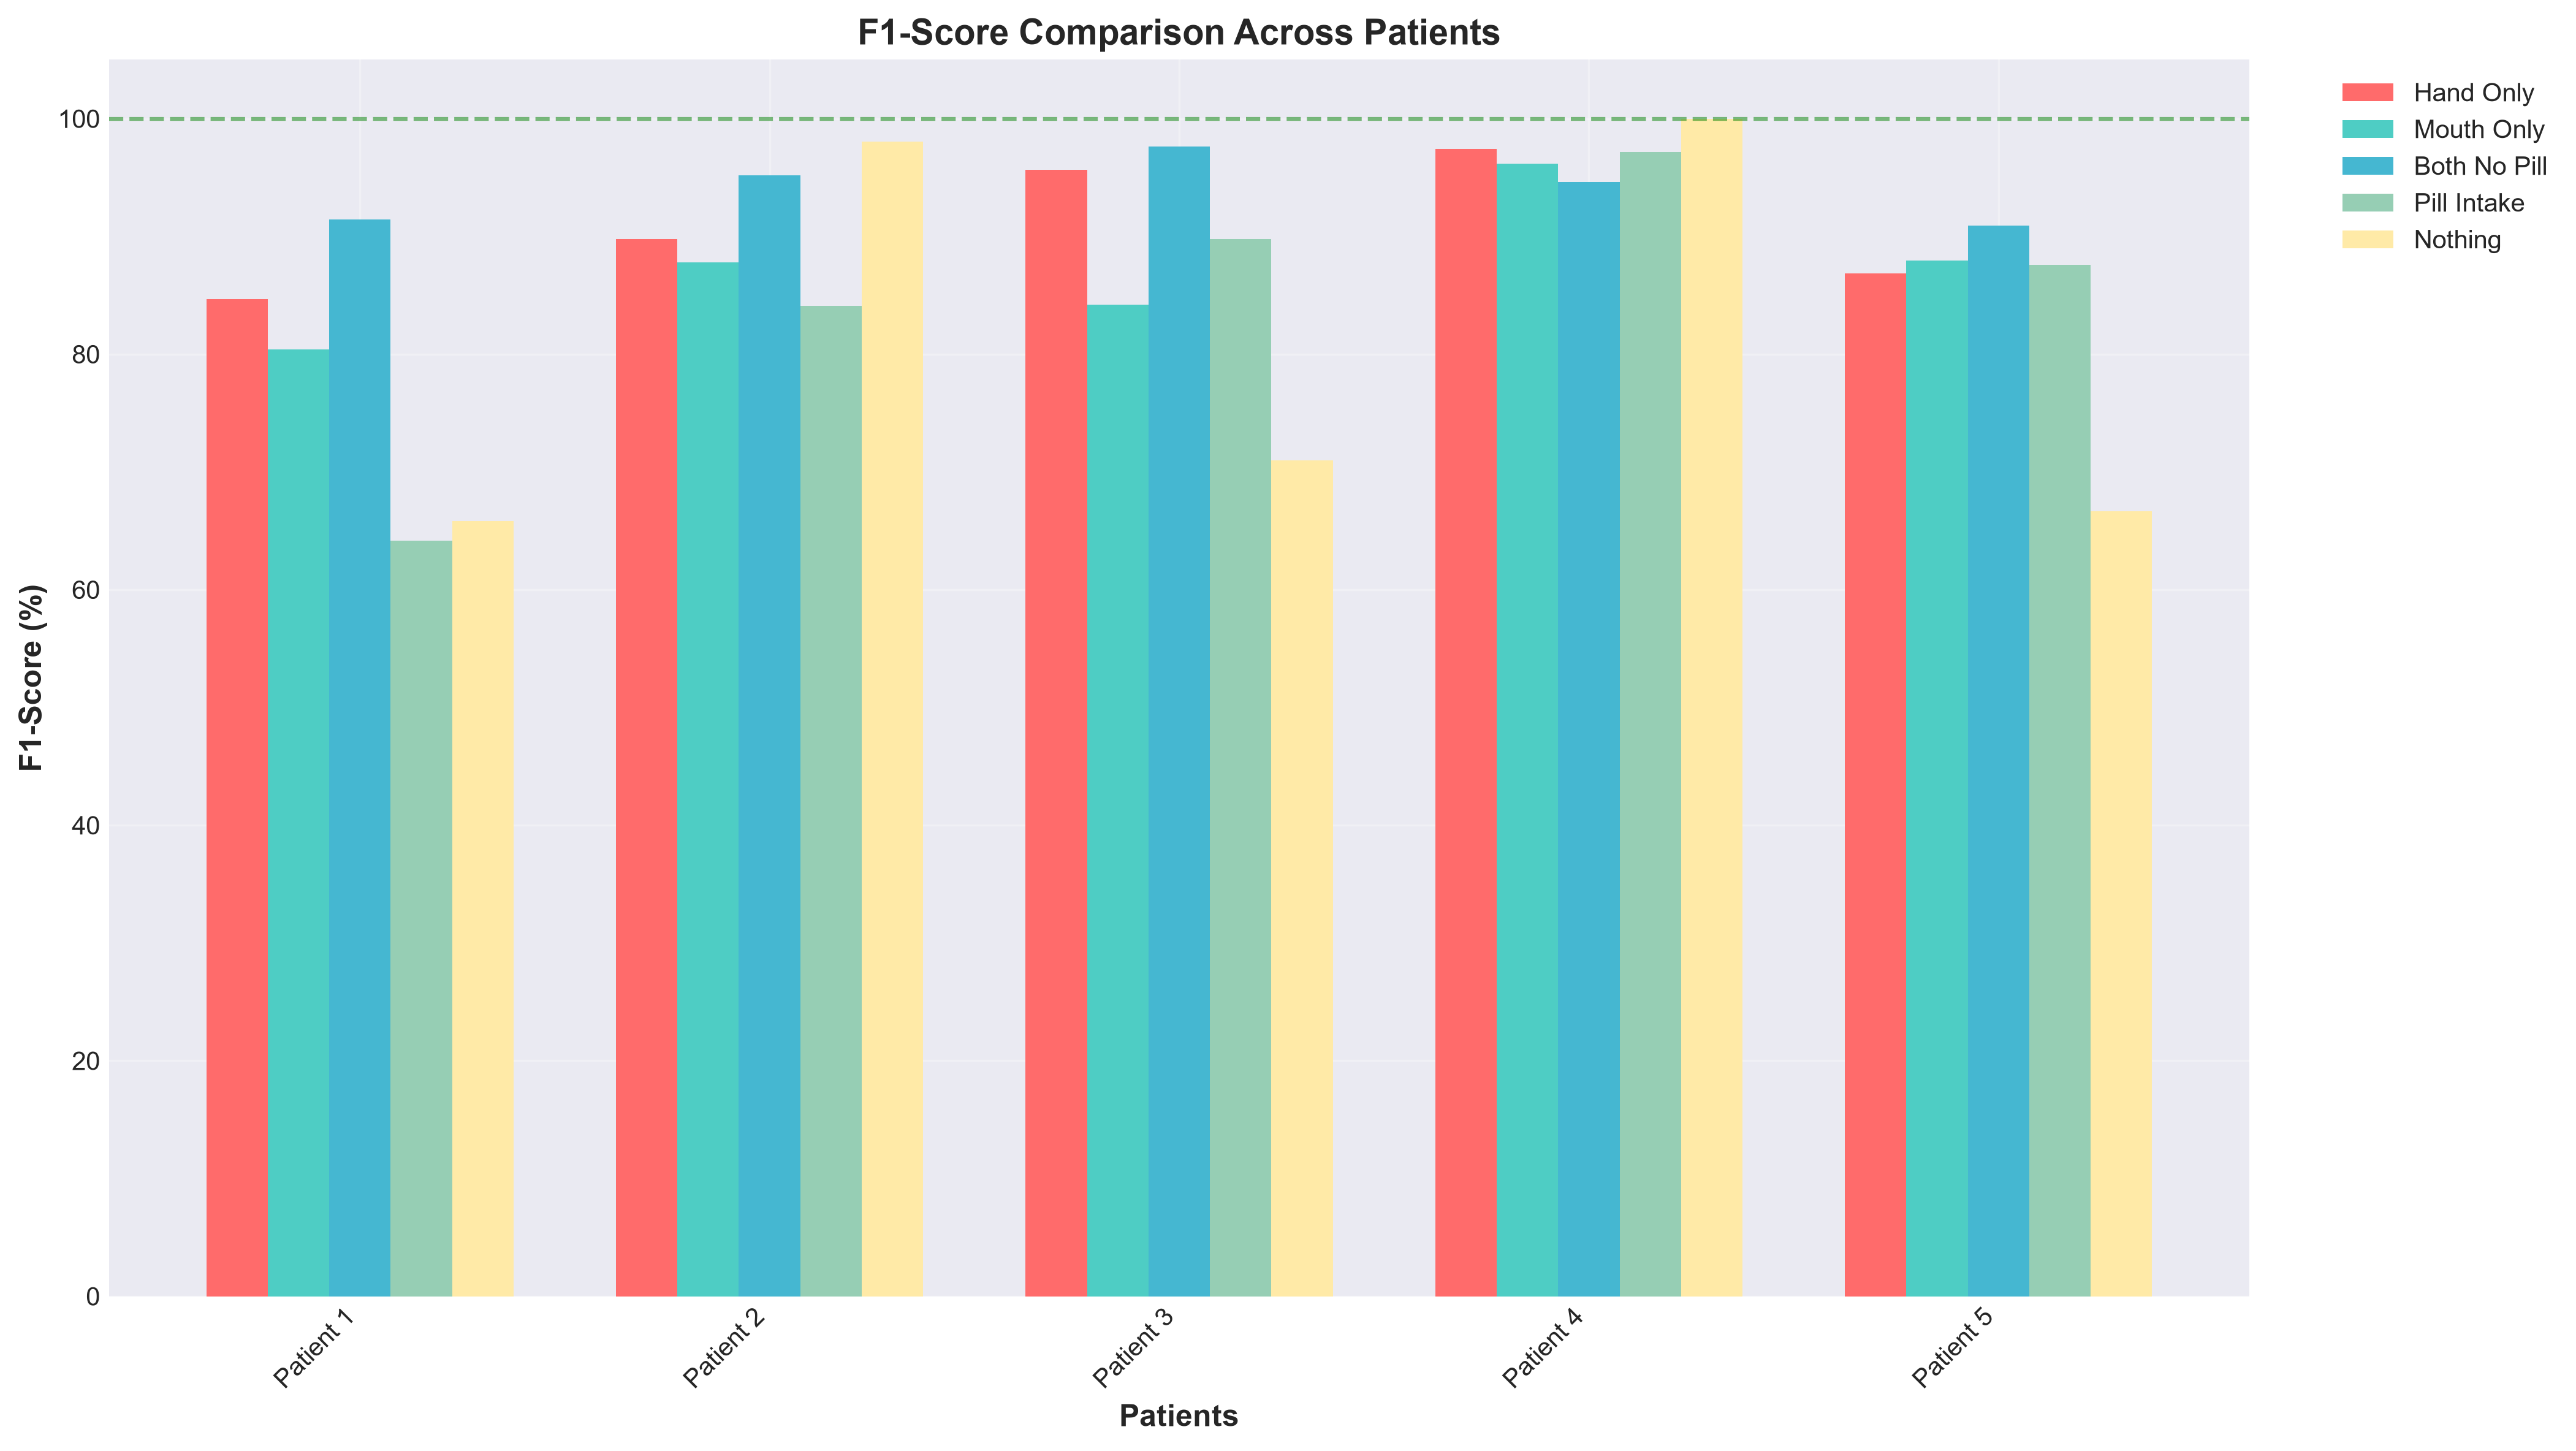 F1-Score Comparison Across Patients
F1-Score (%)
100
80
60
40
20
0
Patient 1
Patient 2
Patient 3
Patient 4
Patient 5
Patients
Hand Only
Mouth Only
Both No Pill
Pill Intake
Nothing